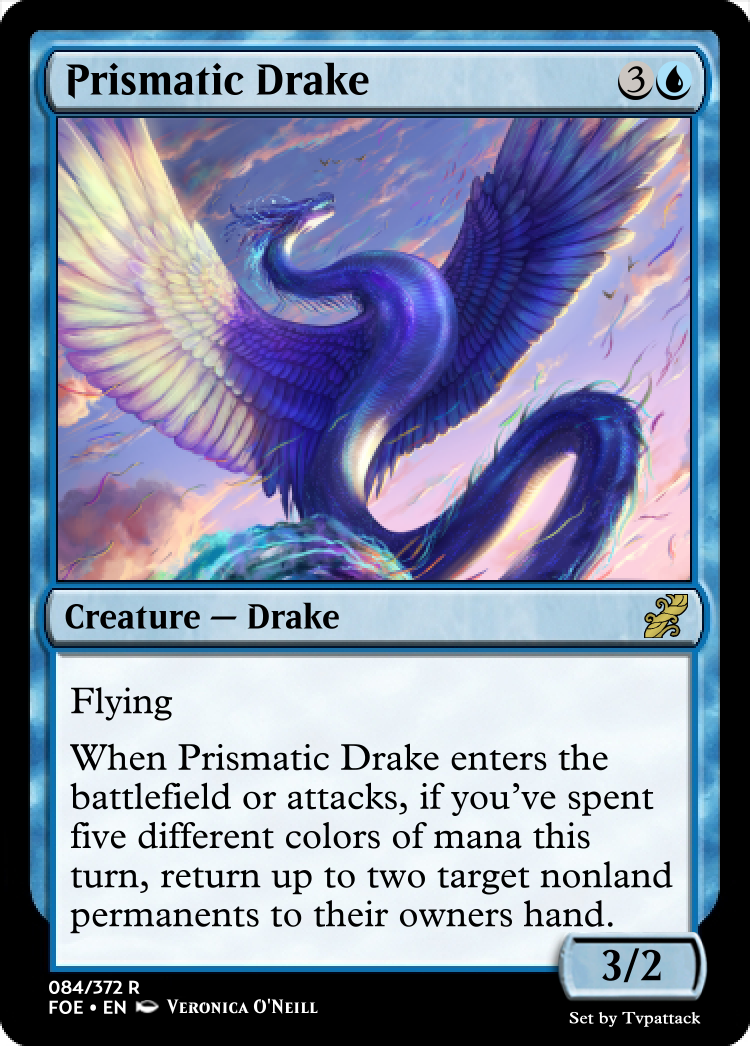 Prismatic Drake 3
Creature — Drake
Flying
When Prismatic Drake enters the
battlefield or attacks, if you've spent
five different colors of mana this
turn, return up to two target nonland
permanents to their owners hand.
3/2
084/372 R
FOE • EN Veronica O'Neill
Set by Tvpattack